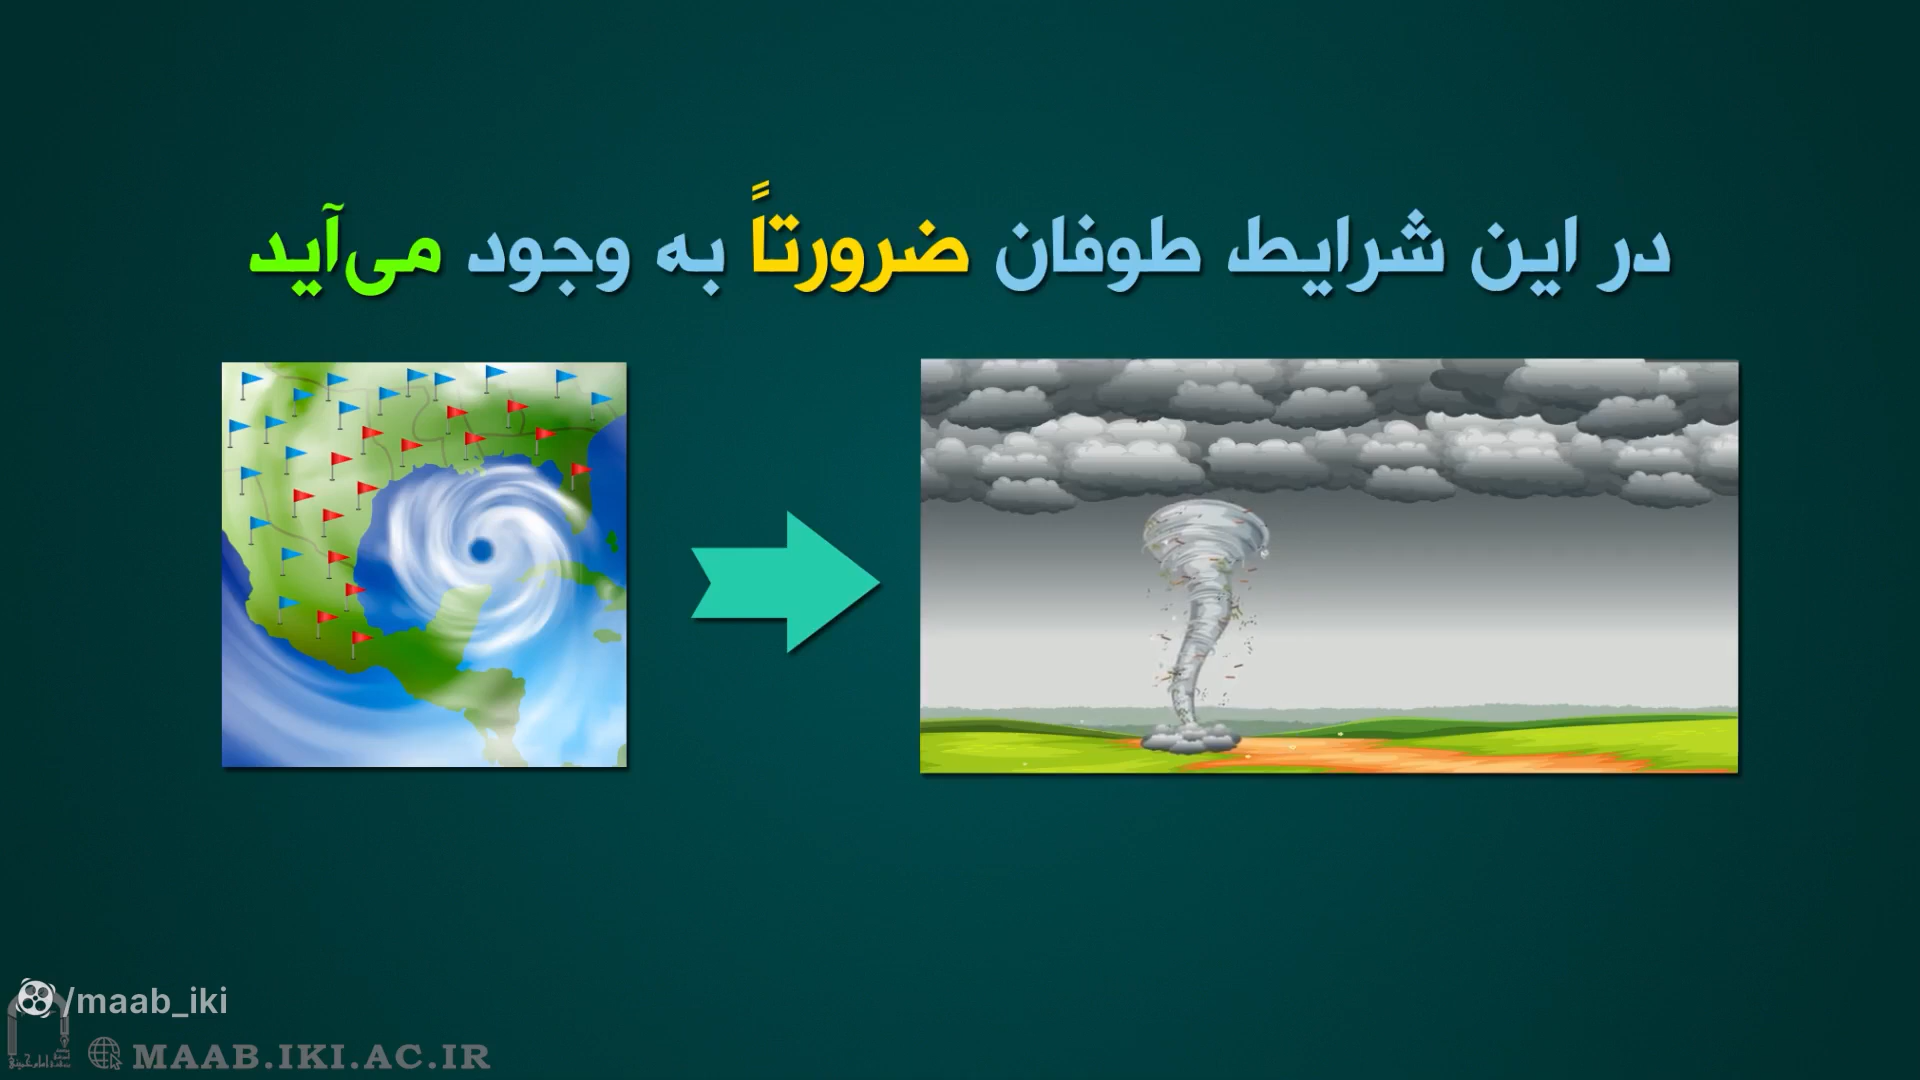 در این شرایط طوفان ضرورتاً به وجود می‌آید
/maab_iki
MAAB.IKI.AC.IR